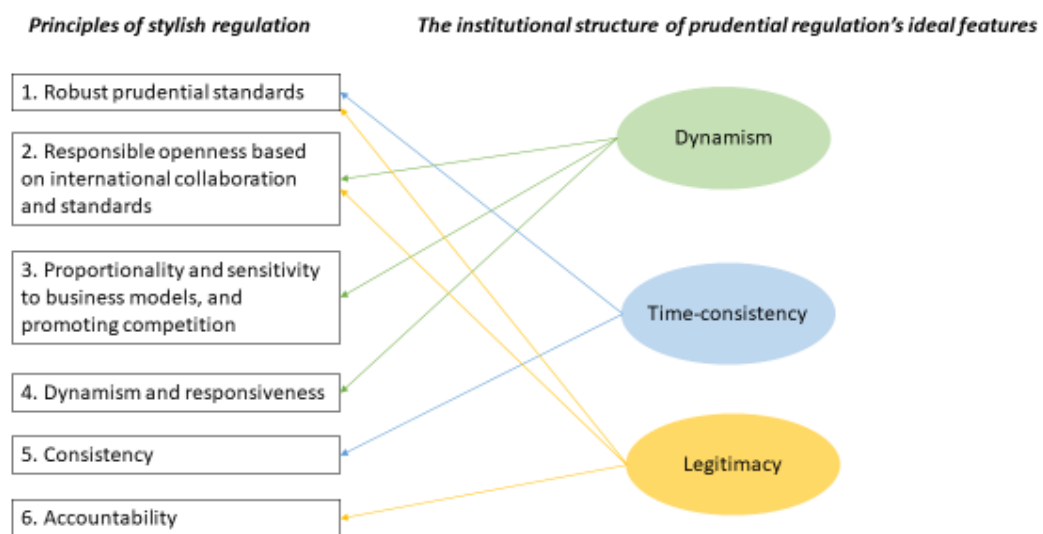 Principles of stylish regulation
The institutional structure of prudential regulation's ideal features
1. Robust prudential standards
2. Responsible openness based
on international collaboration
and standards
3. Proportionality and sensitivity
to business models, and
promoting competition
4. Dynamism and responsiveness
5. Consistency
6. Accountability
Dynamism
Time-consistency
Legitimacy